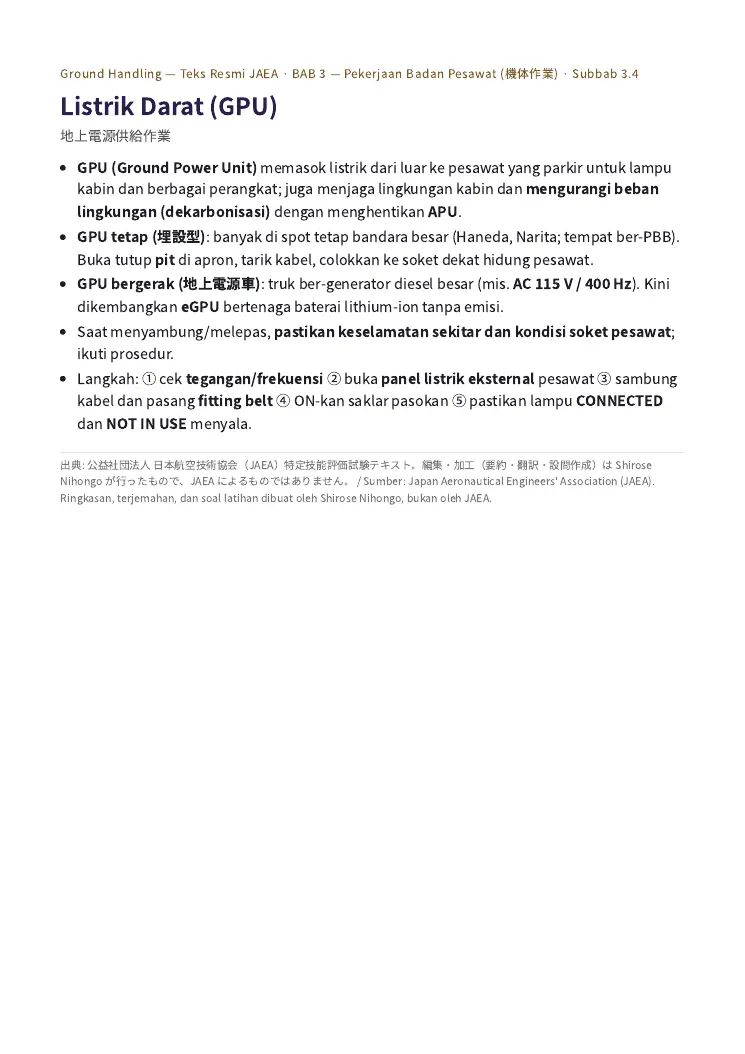 Ground Handling — Teks Resmi JAEA · BAB 3 — Pekerjaan Badan Pesawat (機体作業) · Subbab 3.4
Listrik Darat (GPU)
地上電源供給作業
• GPU (Ground Power Unit) memasok listrik dari luar ke pesawat yang parkir untuk lampu
kabin dan berbagai perangkat; juga menjaga lingkungan kabin dan mengurangi beban
lingkungan (dekarbonisasi) dengan menghentikan APU.
• GPU tetap (埋設型): banyak di spot tetap bandara besar (Haneda, Narita; tempat ber-PBB).
Buka tutup pit di apron, tarik kabel, colokkan ke soket dekat hidung pesawat.
• GPU bergerak (地上電源車): truk ber-generator diesel besar (mis. AC 115 V / 400 Hz). Kini
dikembangkan eGPU bertenaga baterai lithium-ion tanpa emisi.
• Saat menyambung/melepas, pastikan keselamatan sekitar dan kondisi soket pesawat;
ikuti prosedur.
• Langkah: ① cek tegangan/frekuensi ② buka panel listrik eksternal pesawat ③ sambung
kabel dan pasang fitting belt ④ ON-kan saklar pasokan ⑤ pastikan lampu CONNECTED
dan NOT IN USE menyala.
出典: 公益社団法人 日本航空技術協会（JAEA）特定技能評価試験テキスト。編集・加工（要約・翻訳・設問作成）は Shirose
Nihongo が行ったもので、JAEA によるものではありません。 / Sumber: Japan Aeronautical Engineers' Association (JAEA).
Ringkasan, terjemahan, dan soal latihan dibuat oleh Shirose Nihongo, bukan oleh JAEA.